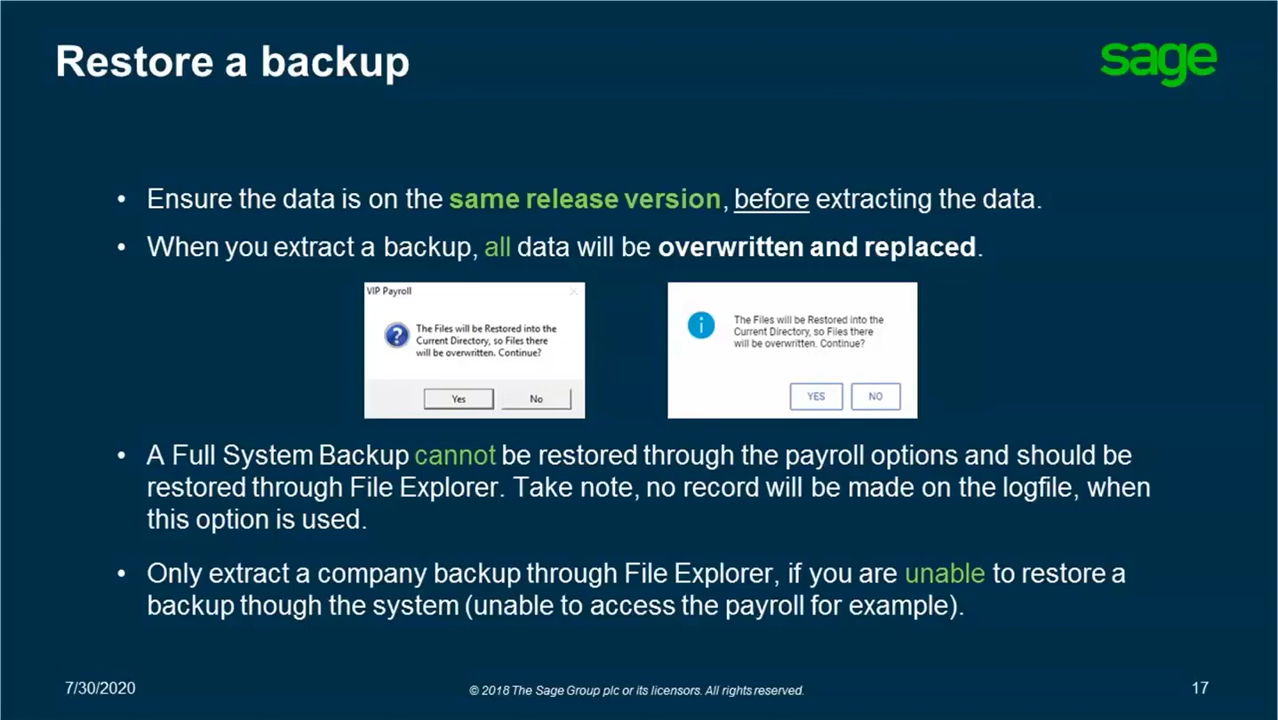 Restore a backup
sage
• Ensure the data is on the same release version, before extracting the data.
• When you extract a backup, all data will be overwritten and replaced.
VIP Payroll
The Files will be Restored into the
Current Directory, so Files there
will be overwritten. Continue?
Yes No
The Files will be Restored into the
Current Directory, so Files there
will be overwritten. Continue?
YES NO
• A Full System Backup cannot be restored through the payroll options and should be
restored through File Explorer. Take note, no record will be made on the logfile, when
this option is used.
• Only extract a company backup through File Explorer, if you are unable to restore a
backup though the system (unable to access the payroll for example).
7/30/2020
© 2018 The Sage Group plc or its licensors. All rights reserved.
17